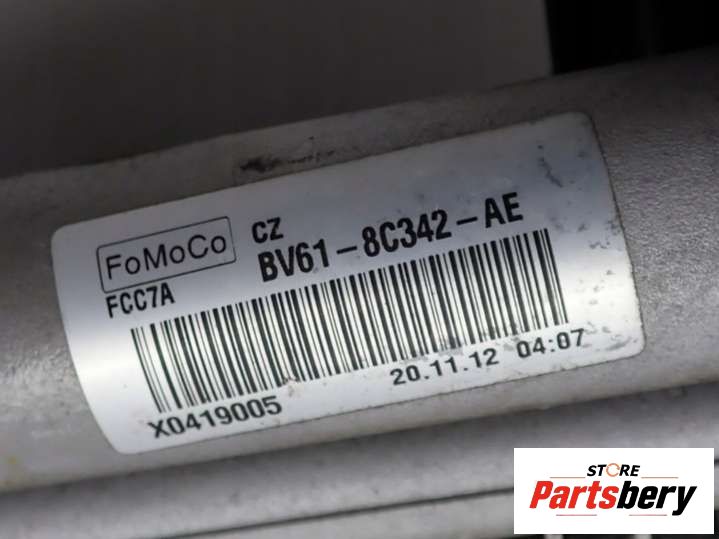 FoMoCo
CZ
BV61-8C342-AE
FCC7A
X0419005
20.11.12 04:07
STORE
Partsbery